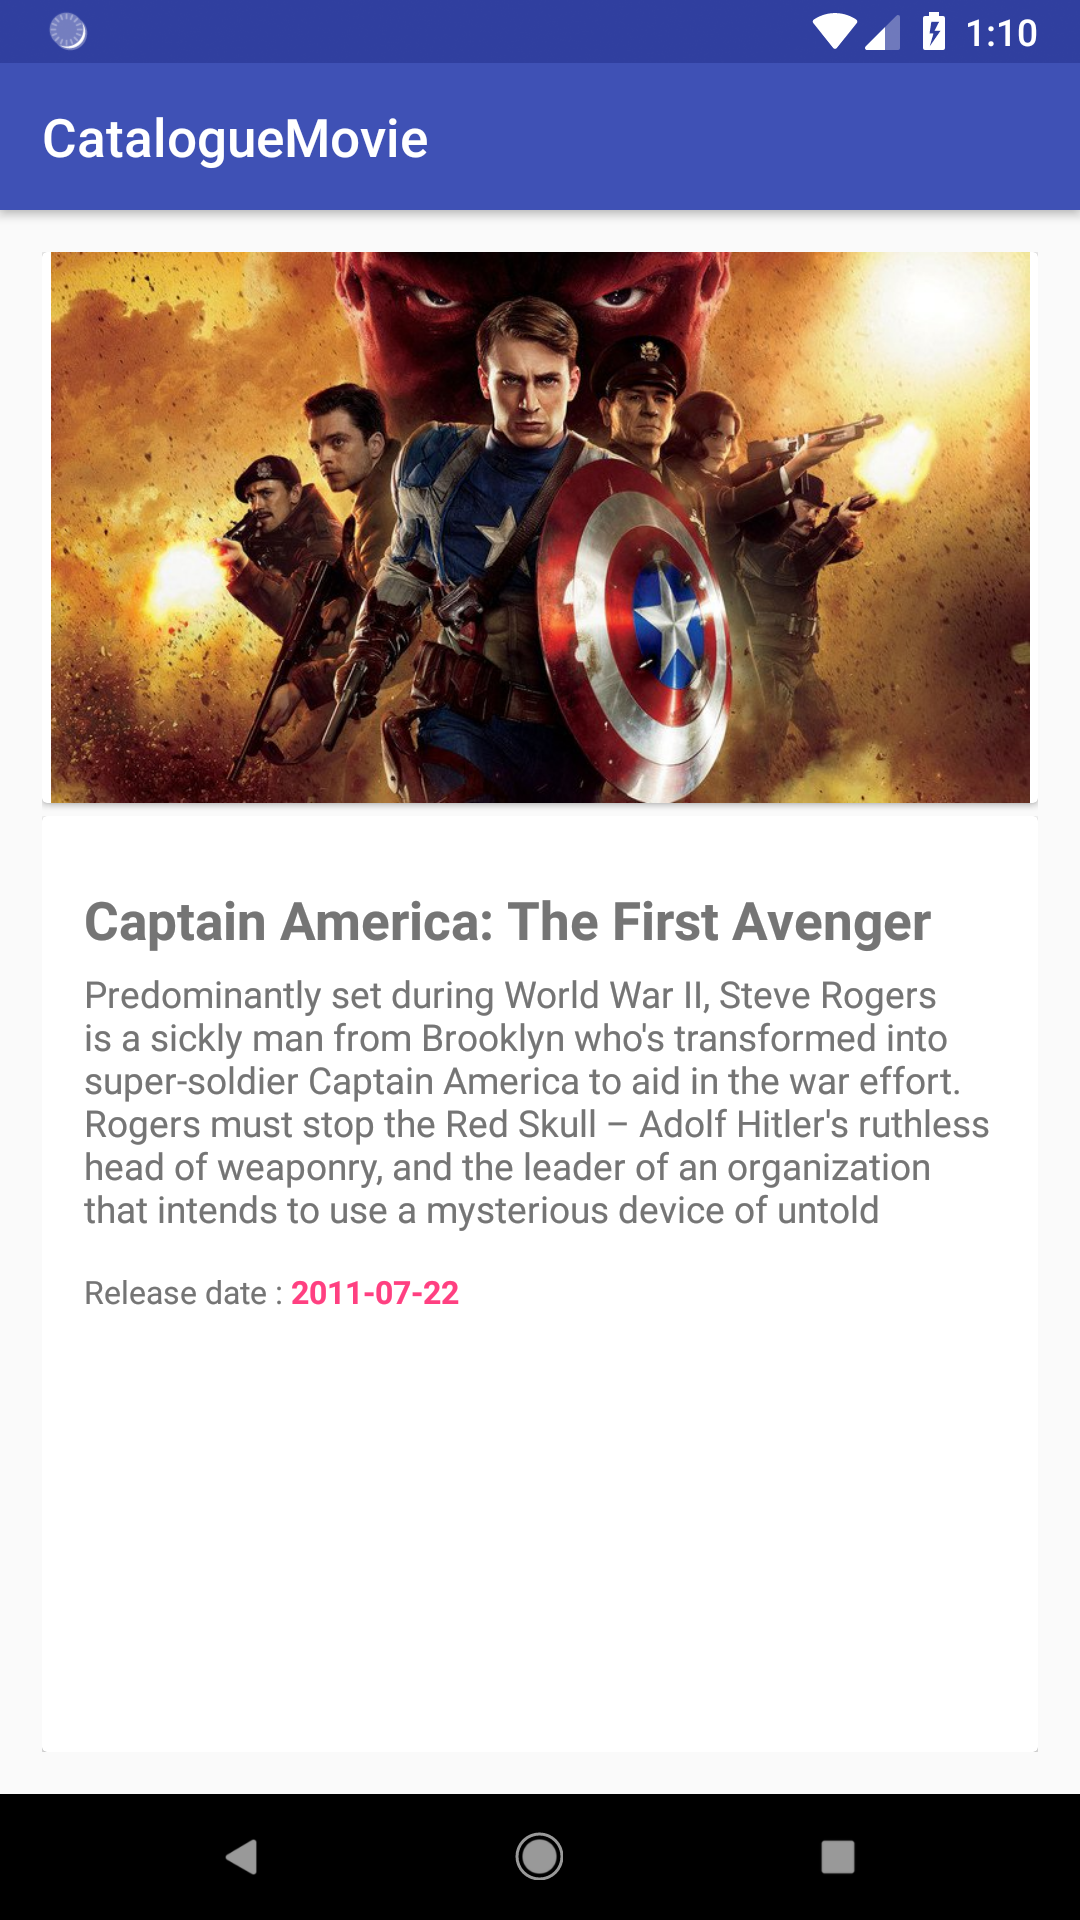 1:10
CatalogueMovie
Captain America: The First Avenger
Predominantly set during World War II, Steve Rogers
is a sickly man from Brooklyn who's transformed into
super-soldier Captain America to aid in the war effort.
Rogers must stop the Red Skull – Adolf Hitler's ruthless
head of weaponry, and the leader of an organization
that intends to use a mysterious device of untold
Release date : 2011-07-22